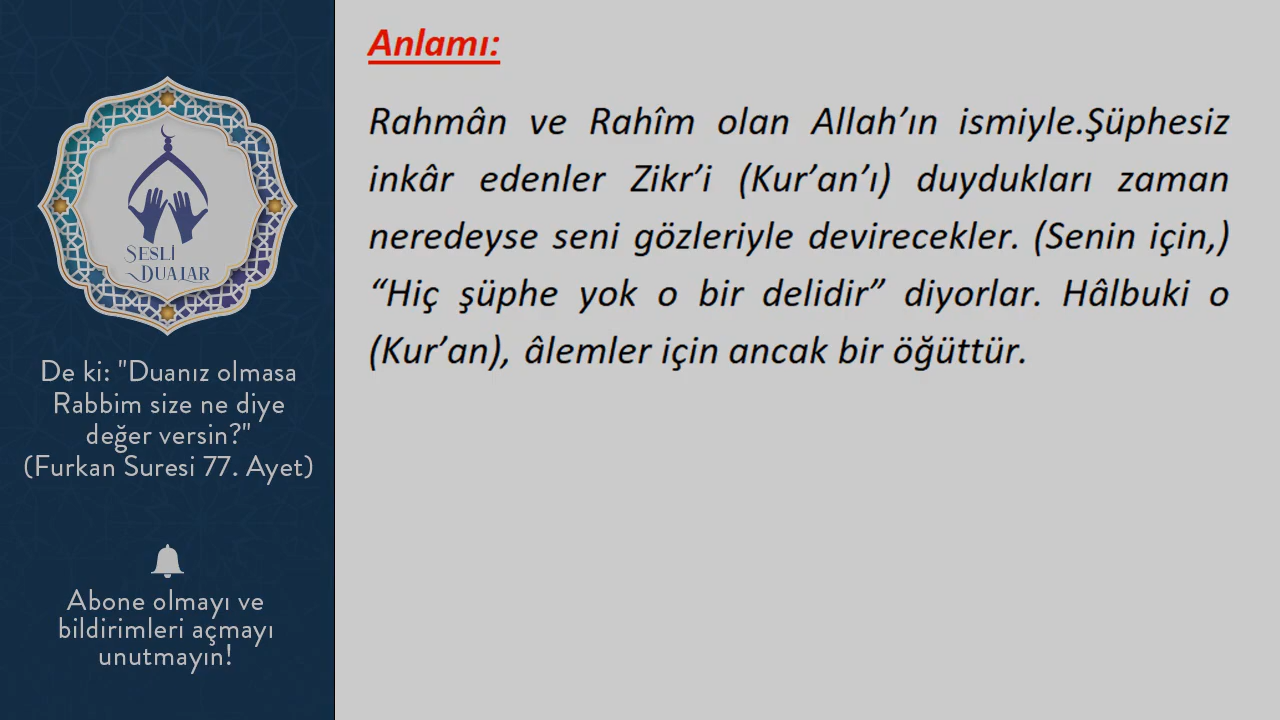 SESLİ
DUALAR
De ki: "Duanız olmasa
Rabbim size ne diye
değer versin?"
(Furkan Suresi 77. Ayet)
Abone olmayı ve
bildirimleri açmayı
unutmayın!
Anlamı:
Rahmân ve Rahîm olan Allah’ın ismiyle.Şüphesiz
inkâr edenler Zikr’i (Kur’an’ı) duydukları zaman
neredeyse seni gözleriyle devirecekler. (Senin için,)
“Hiç şüphe yok o bir delidir” diyorlar. Hâlbuki o
(Kur’an), âlemler için ancak bir öğüttür.